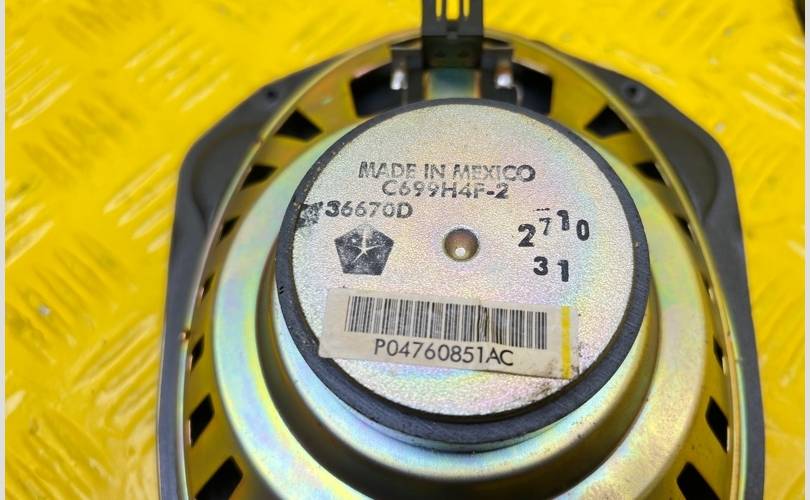 MADE IN MEXICO
C699H4F-2
36670D
2710
31
P04760851AC